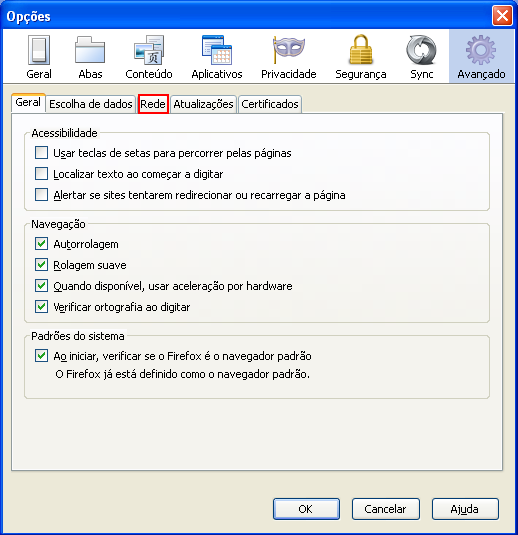 Opções
Geral Abas Conteúdo Aplicativos Privacidade Segurança Sync Avançado
Geral Escolha de dados Rede Atualizações Certificados
Acessibilidade
Usar teclas de setas para percorrer pelas páginas
Localizar texto ao começar a digitar
Alertar se sites tentarem redirecionar ou recarregar a página
Navegação
Autorrolagem
Rolagem suave
Quando disponível, usar aceleração por hardware
Verificar ortografia ao digitar
Padrões do sistema
Ao iniciar, verificar se o Firefox é o navegador padrão
O Firefox já está definido como o navegador padrão.
OK Cancelar Ajuda